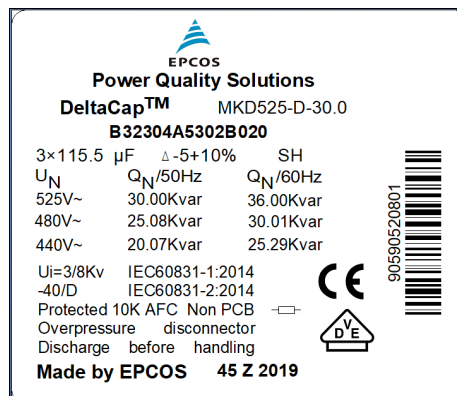 EPCOS
Power Quality Solutions
DeltaCap™ MKD525-D-30.0
B32304A5302B020
3×115.5 µF Δ-5+10% SH
UN QN/50Hz QN/60Hz
525V~ 30.00Kvar 36.00Kvar
480V~ 25.08Kvar 30.01Kvar
440V~ 20.07Kvar 25.29Kvar
Ui=3/8Kv IEC60831-1:2014
-40/D IEC60831-2:2014
Protected 10K AFC Non PCB
Overpressure disconnector
Discharge before handling
Made by EPCOS 45 Z 2019
CE
VDE
90590520801